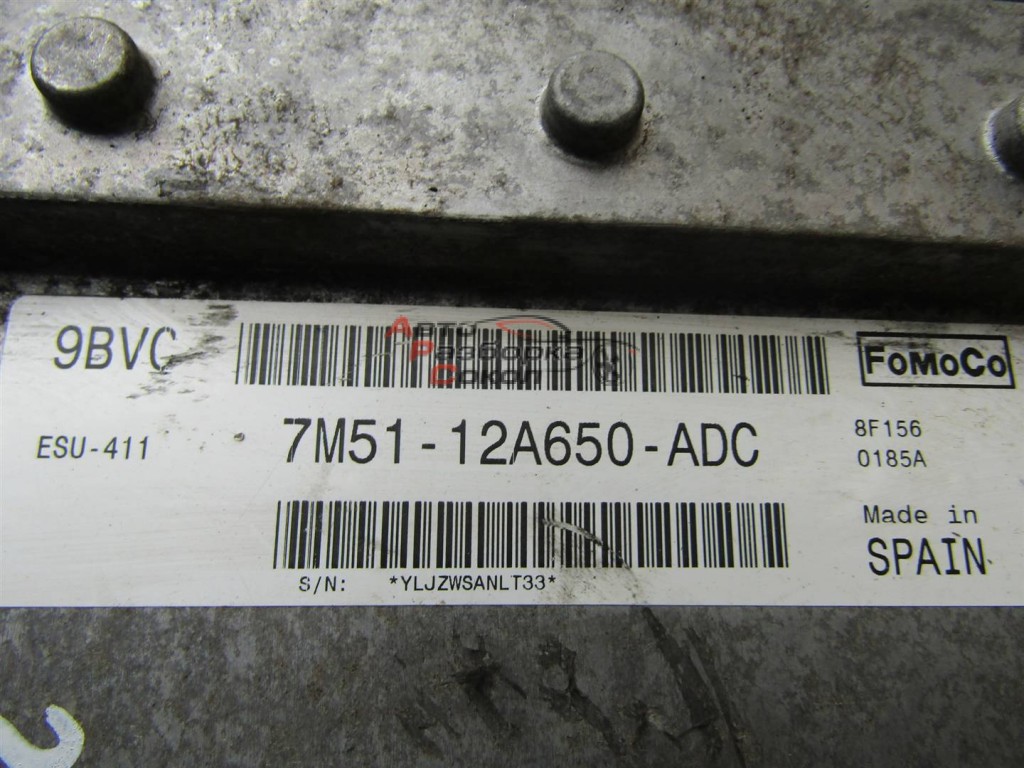 9BVC
Авто
Разборка
Сокол
FoMoCo
ESU-411
7M51-12A650-ADC
8F156
0185A
Made in
SPAIN
S/N: *YLJZWSANLT33*